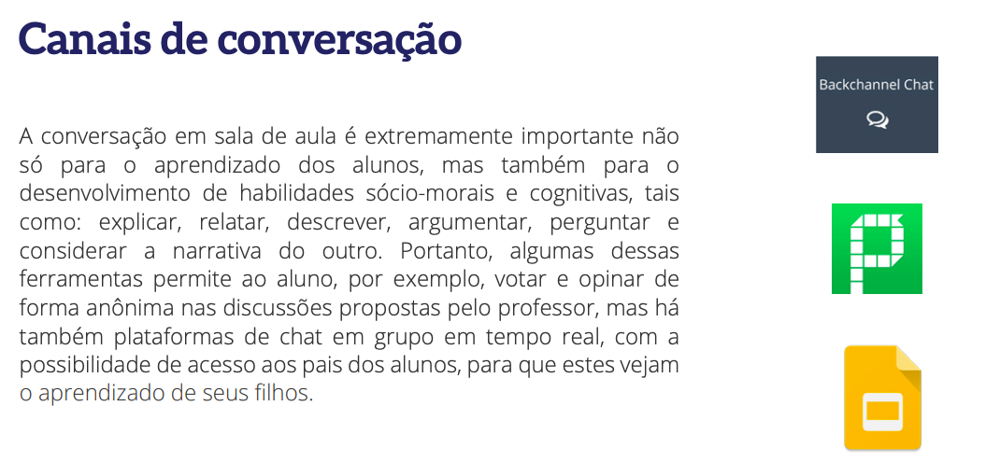 Canais de conversação
A conversação em sala de aula é extremamente importante não
só para o aprendizado dos alunos, mas também para o
desenvolvimento de habilidades sócio-morais e cognitivas, tais
como: explicar, relatar, descrever, argumentar, perguntar e
considerar a narrativa do outro. Portanto, algumas dessas
ferramentas permite ao aluno, por exemplo, votar e opinar de
forma anônima nas discussões propostas pelo professor, mas há
também plataformas de chat em grupo em tempo real, com a
possibilidade de acesso aos pais dos alunos, para que estes vejam
o aprendizado de seus filhos.
Backchannel Chat